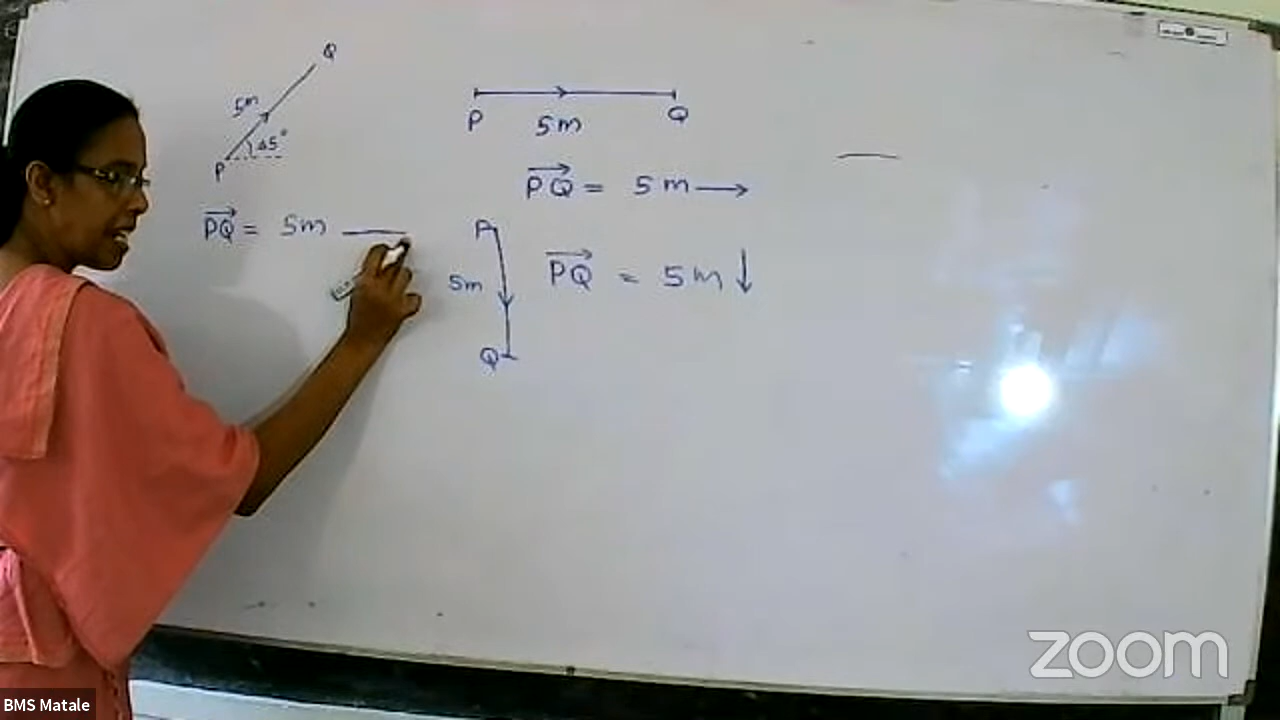 Q
5m
45°
P
PQ = 5m
P 5m Q
PQ = 5m →
P
5m
Q
PQ = 5m ↓
zoom
BMS Matale